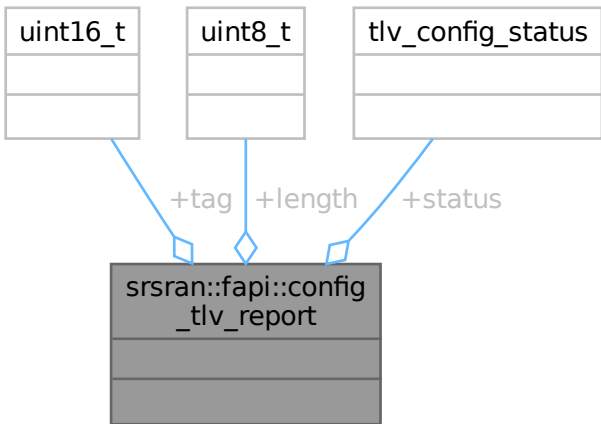 uint16_t
uint8_t
tlv_config_status
+tag
+length
+status
srsran::fapi::config
_tlv_report